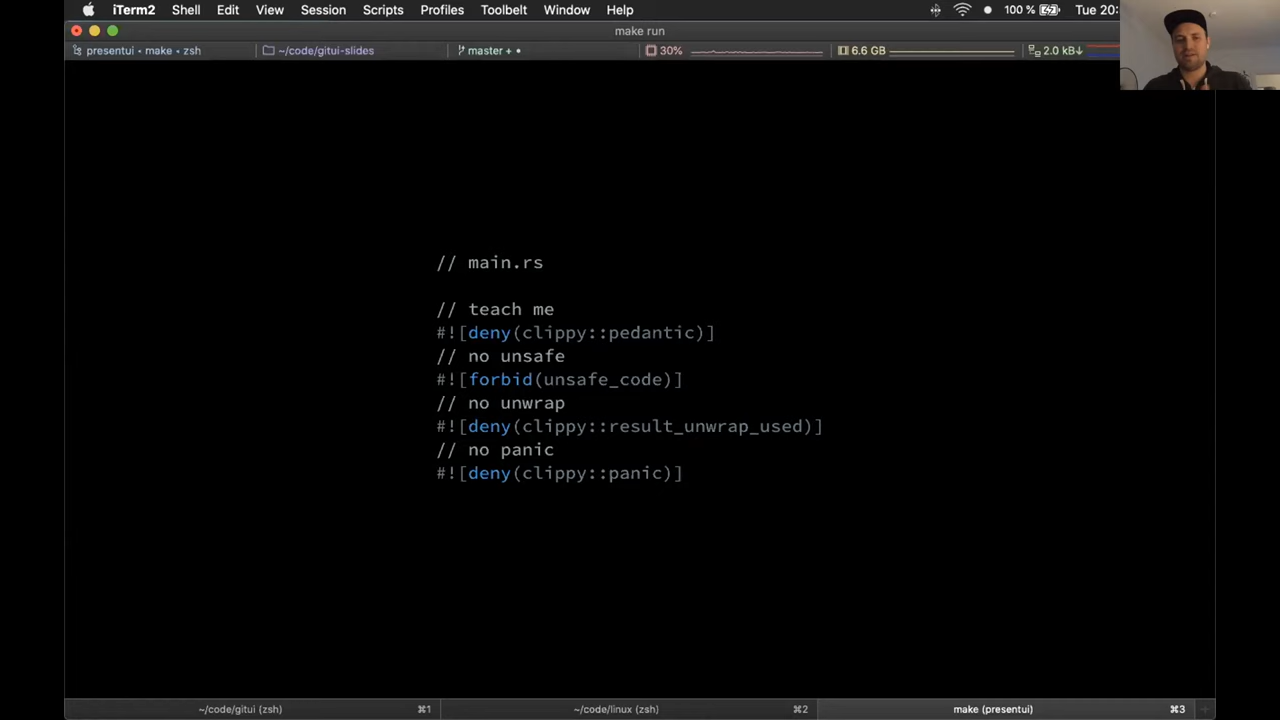 iTerm2 Shell Edit View Session Scripts Profiles Toolbelt Window Help 100 % Tue 20:
make run
presentui • make • zsh ~/code/gitui-slides master + • 30% 6.6 GB 2.0 kB↓
// main.rs
// teach me
#![deny(clippy::pedantic)]
// no unsafe
#![forbid(unsafe_code)]
// no unwrap
#![deny(clippy::result_unwrap_used)]
// no panic
#![deny(clippy::panic)]
~/code/gitui (zsh) ⌘1 ~/code/linux (zsh) ⌘2 make (presentui) ⌘3